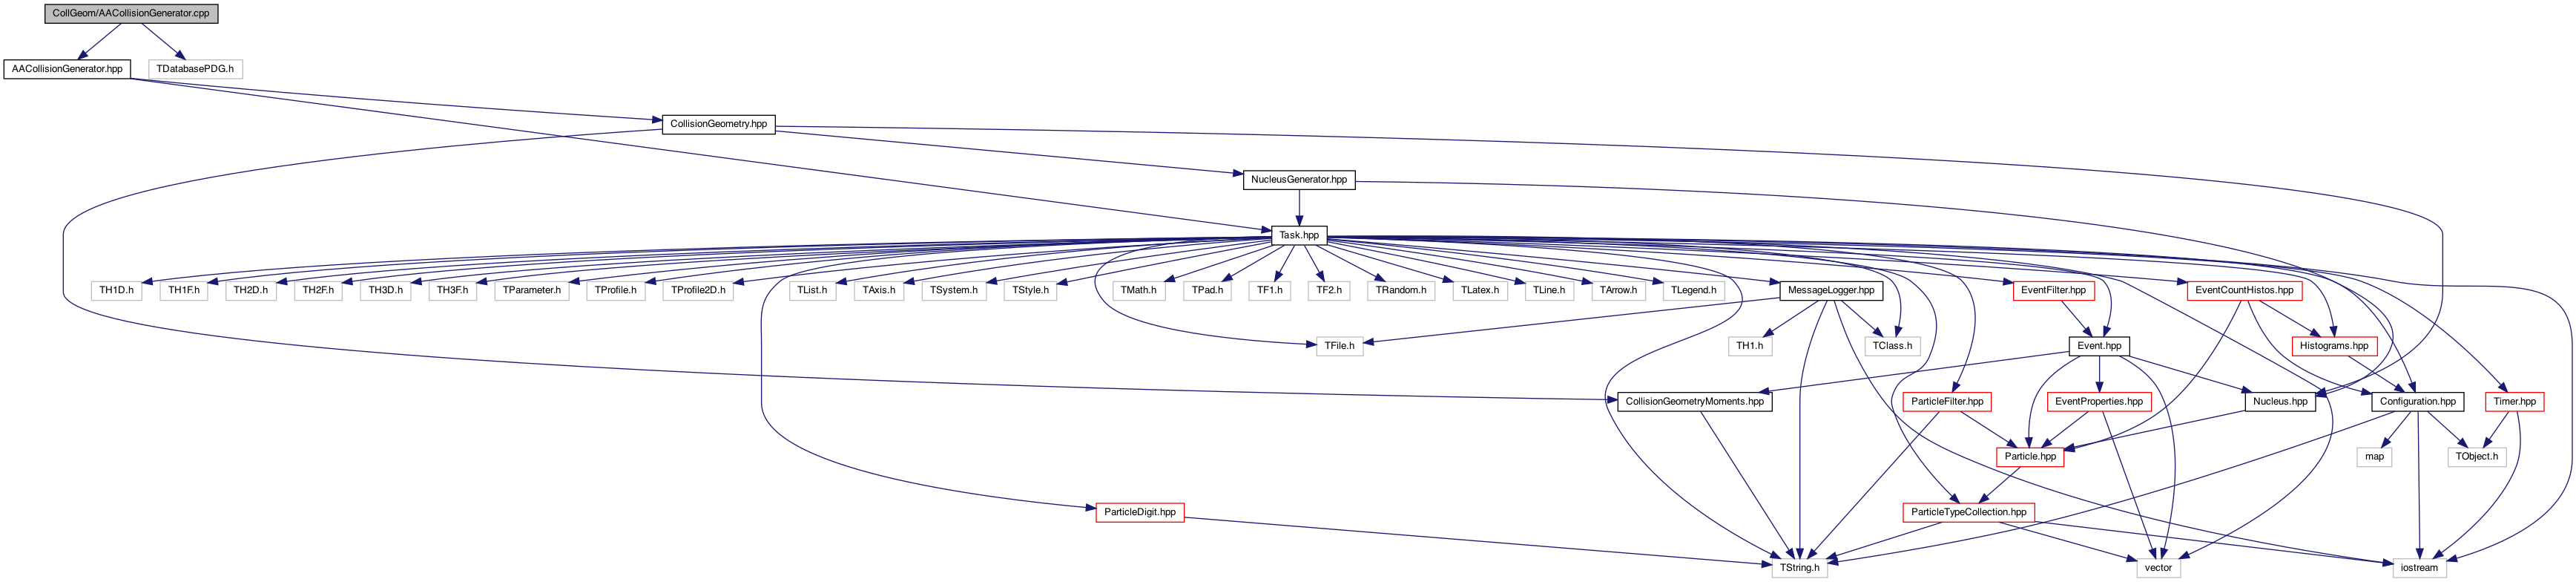 CollGeom/AACollisionGenerator.cpp
AACollisionGenerator.hpp
TDatabasePDG.h
CollisionGeometry.hpp
NucleusGenerator.hpp
Task.hpp
TH1D.h
TH1F.h
TH2D.h
TH2F.h
TH3D.h
TH3F.h
TParameter.h
TProfile.h
TProfile2D.h
TList.h
TAxis.h
TSystem.h
TStyle.h
TMath.h
TPad.h
TF1.h
TF2.h
TRandom.h
TLatex.h
TLine.h
TArrow.h
TLegend.h
MessageLogger.hpp
EventFilter.hpp
EventCountHistos.hpp
TFile.h
TH1.h
TClass.h
Event.hpp
Histograms.hpp
CollisionGeometryMoments.hpp
ParticleFilter.hpp
EventProperties.hpp
Nucleus.hpp
Configuration.hpp
Timer.hpp
Particle.hpp
map
TObject.h
ParticleDigit.hpp
ParticleTypeCollection.hpp
TString.h
vector
iostream